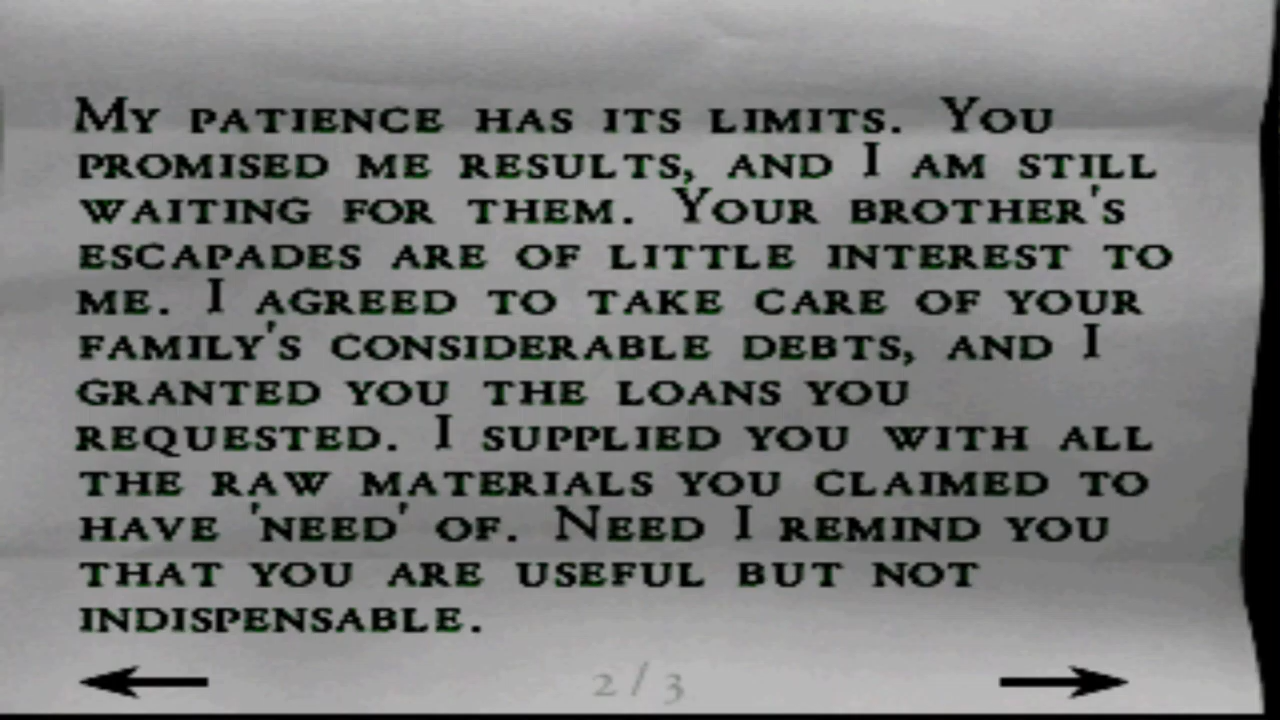 My patience has its limits. You
promised me results, and I am still
waiting for them. Your brother's
escapades are of little interest to
me. I agreed to take care of your
family's considerable debts, and I
granted you the loans you
requested. I supplied you with all
the raw materials you claimed to
have 'need' of. Need I remind you
that you are useful but not
indispensable.
2/3